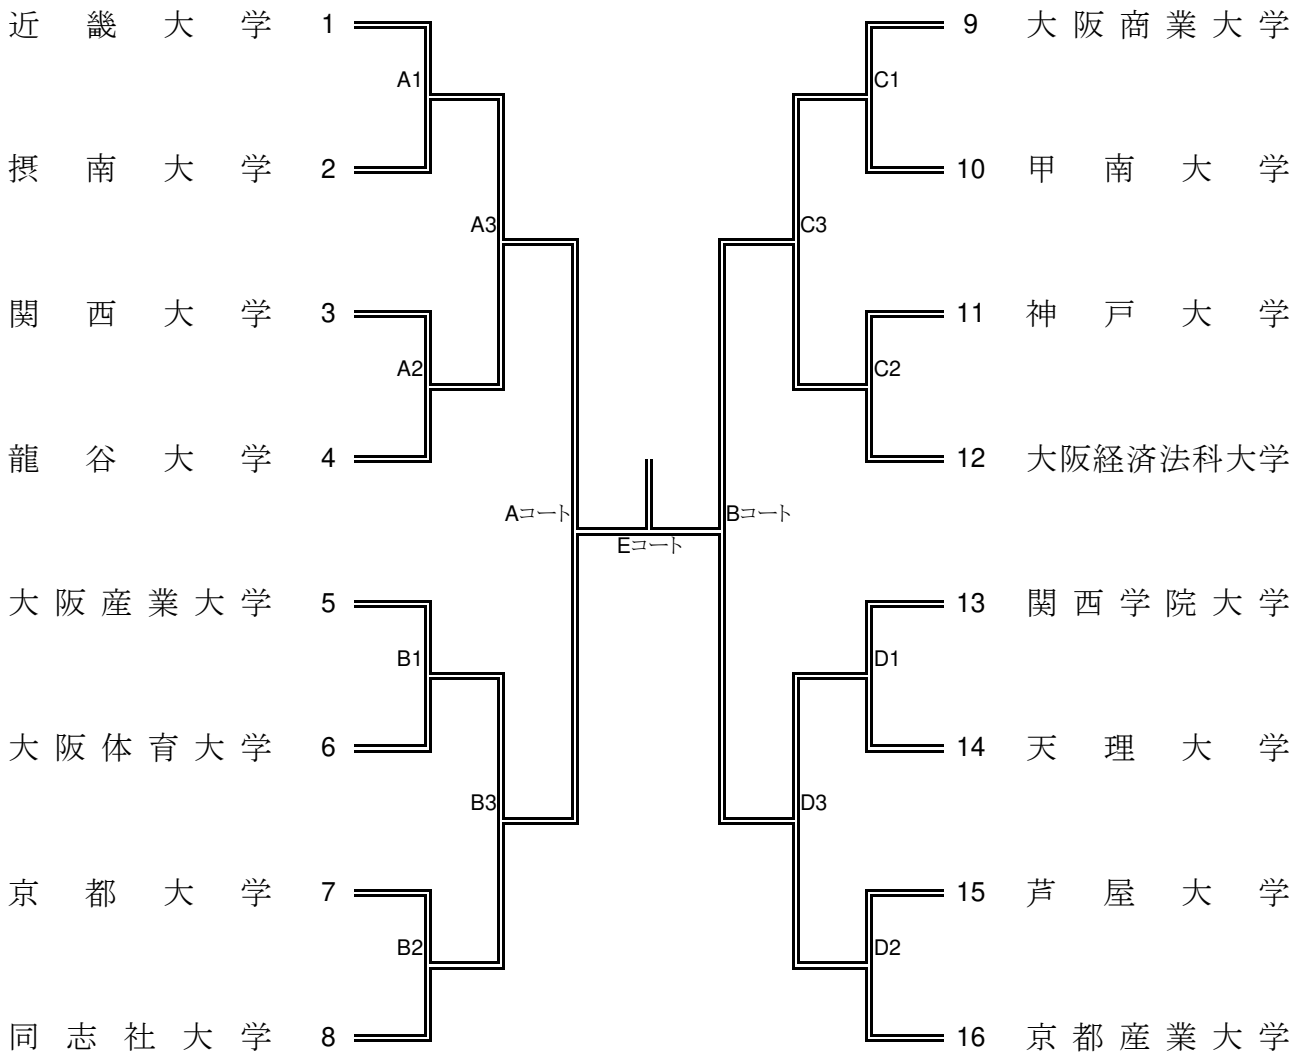 近畿大学 1
A1
摂南大学 2
A3
関西大学 3
A2
龍谷大学 4
Aコート
大阪産業大学 5
B1
大阪体育大学 6
B3
京都大学 7
B2
同志社大学 8
Eコート
9 大阪商業大学
C1
10 甲南大学
C3
11 神戸大学
C2
12 大阪経済法科大学
Bコート
13 関西学院大学
D1
14 天理大学
D3
15 芦屋大学
D2
16 京都産業大学